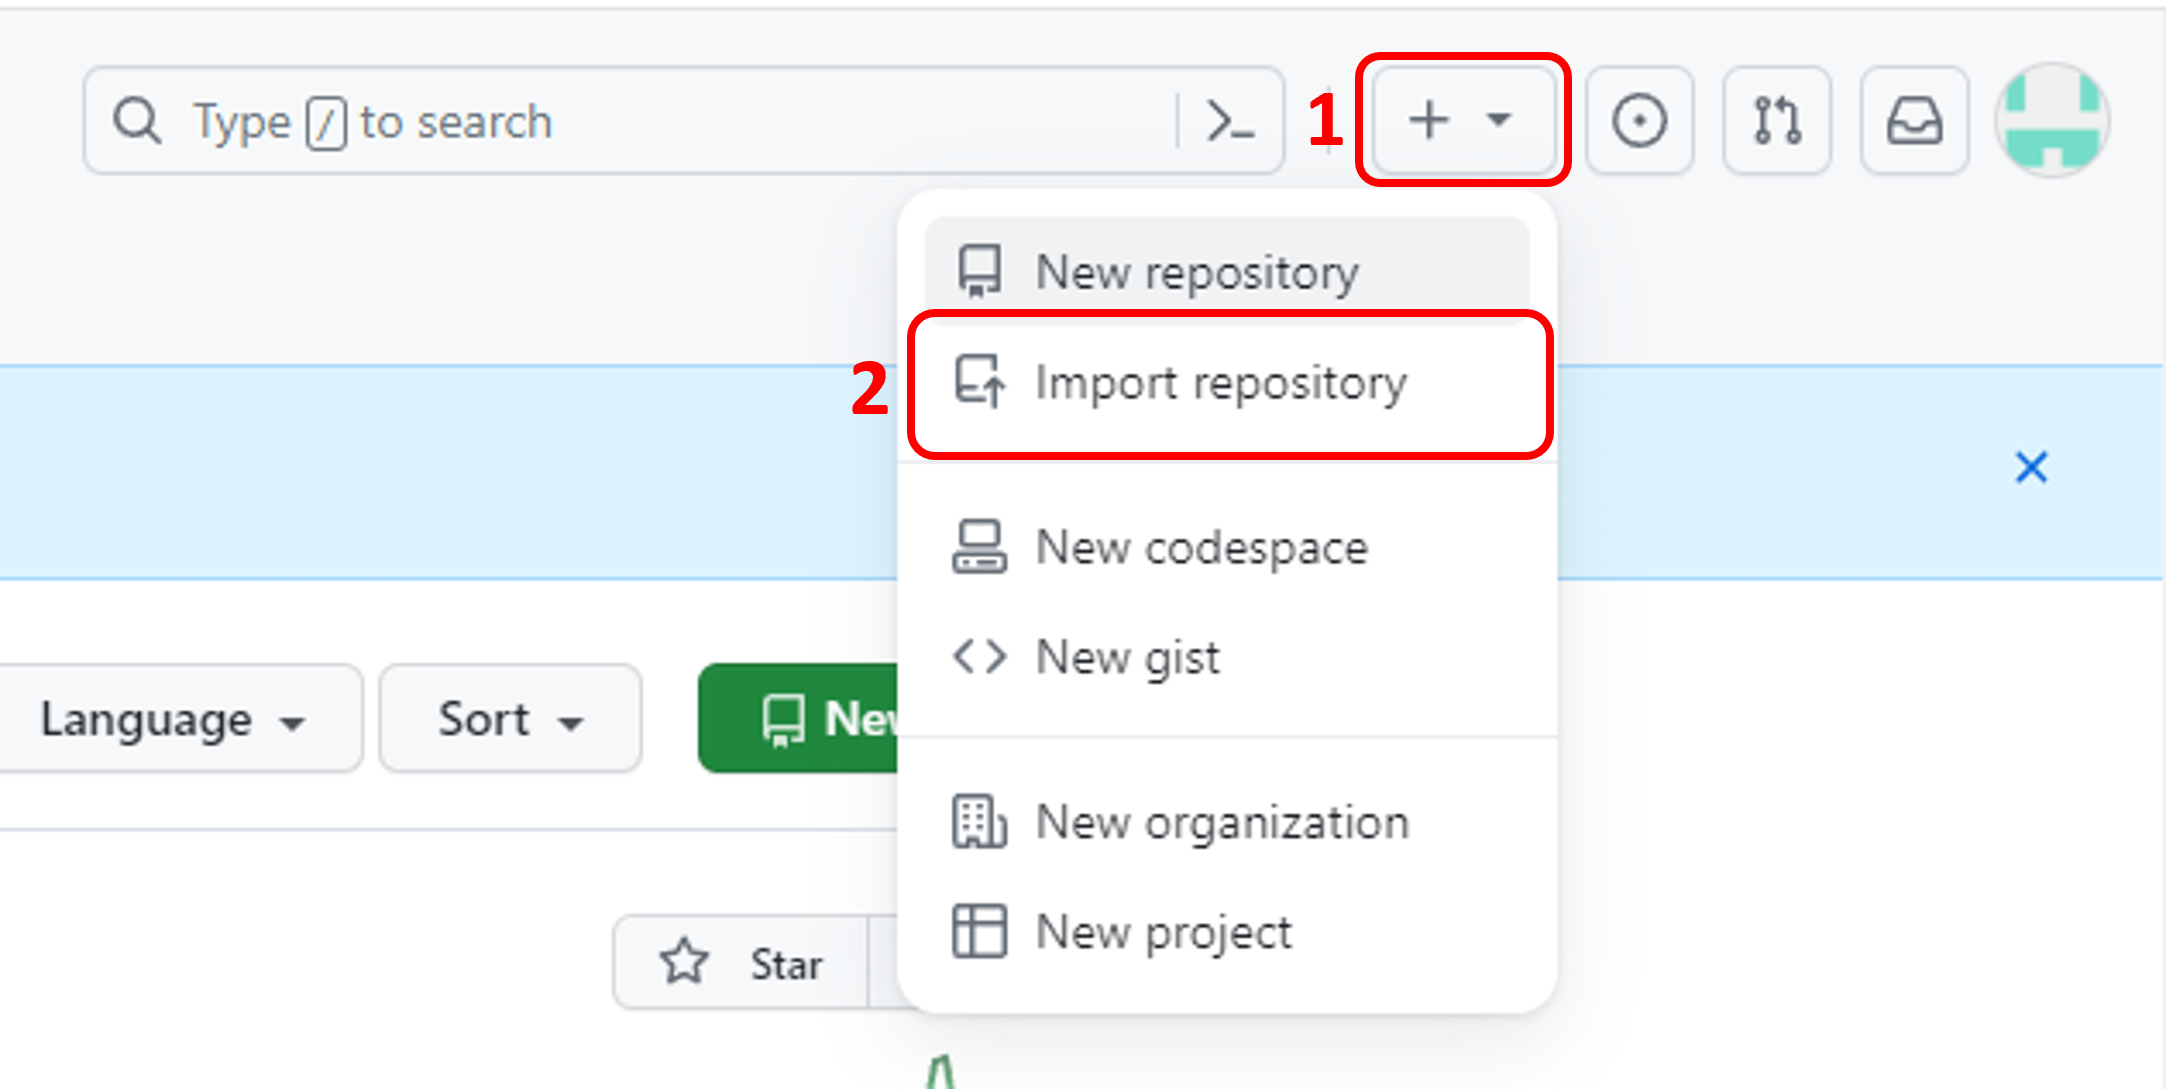 Type / to search
1
New repository
2
Import repository
New codespace
New gist
Language
Sort
New organization
New project
Star